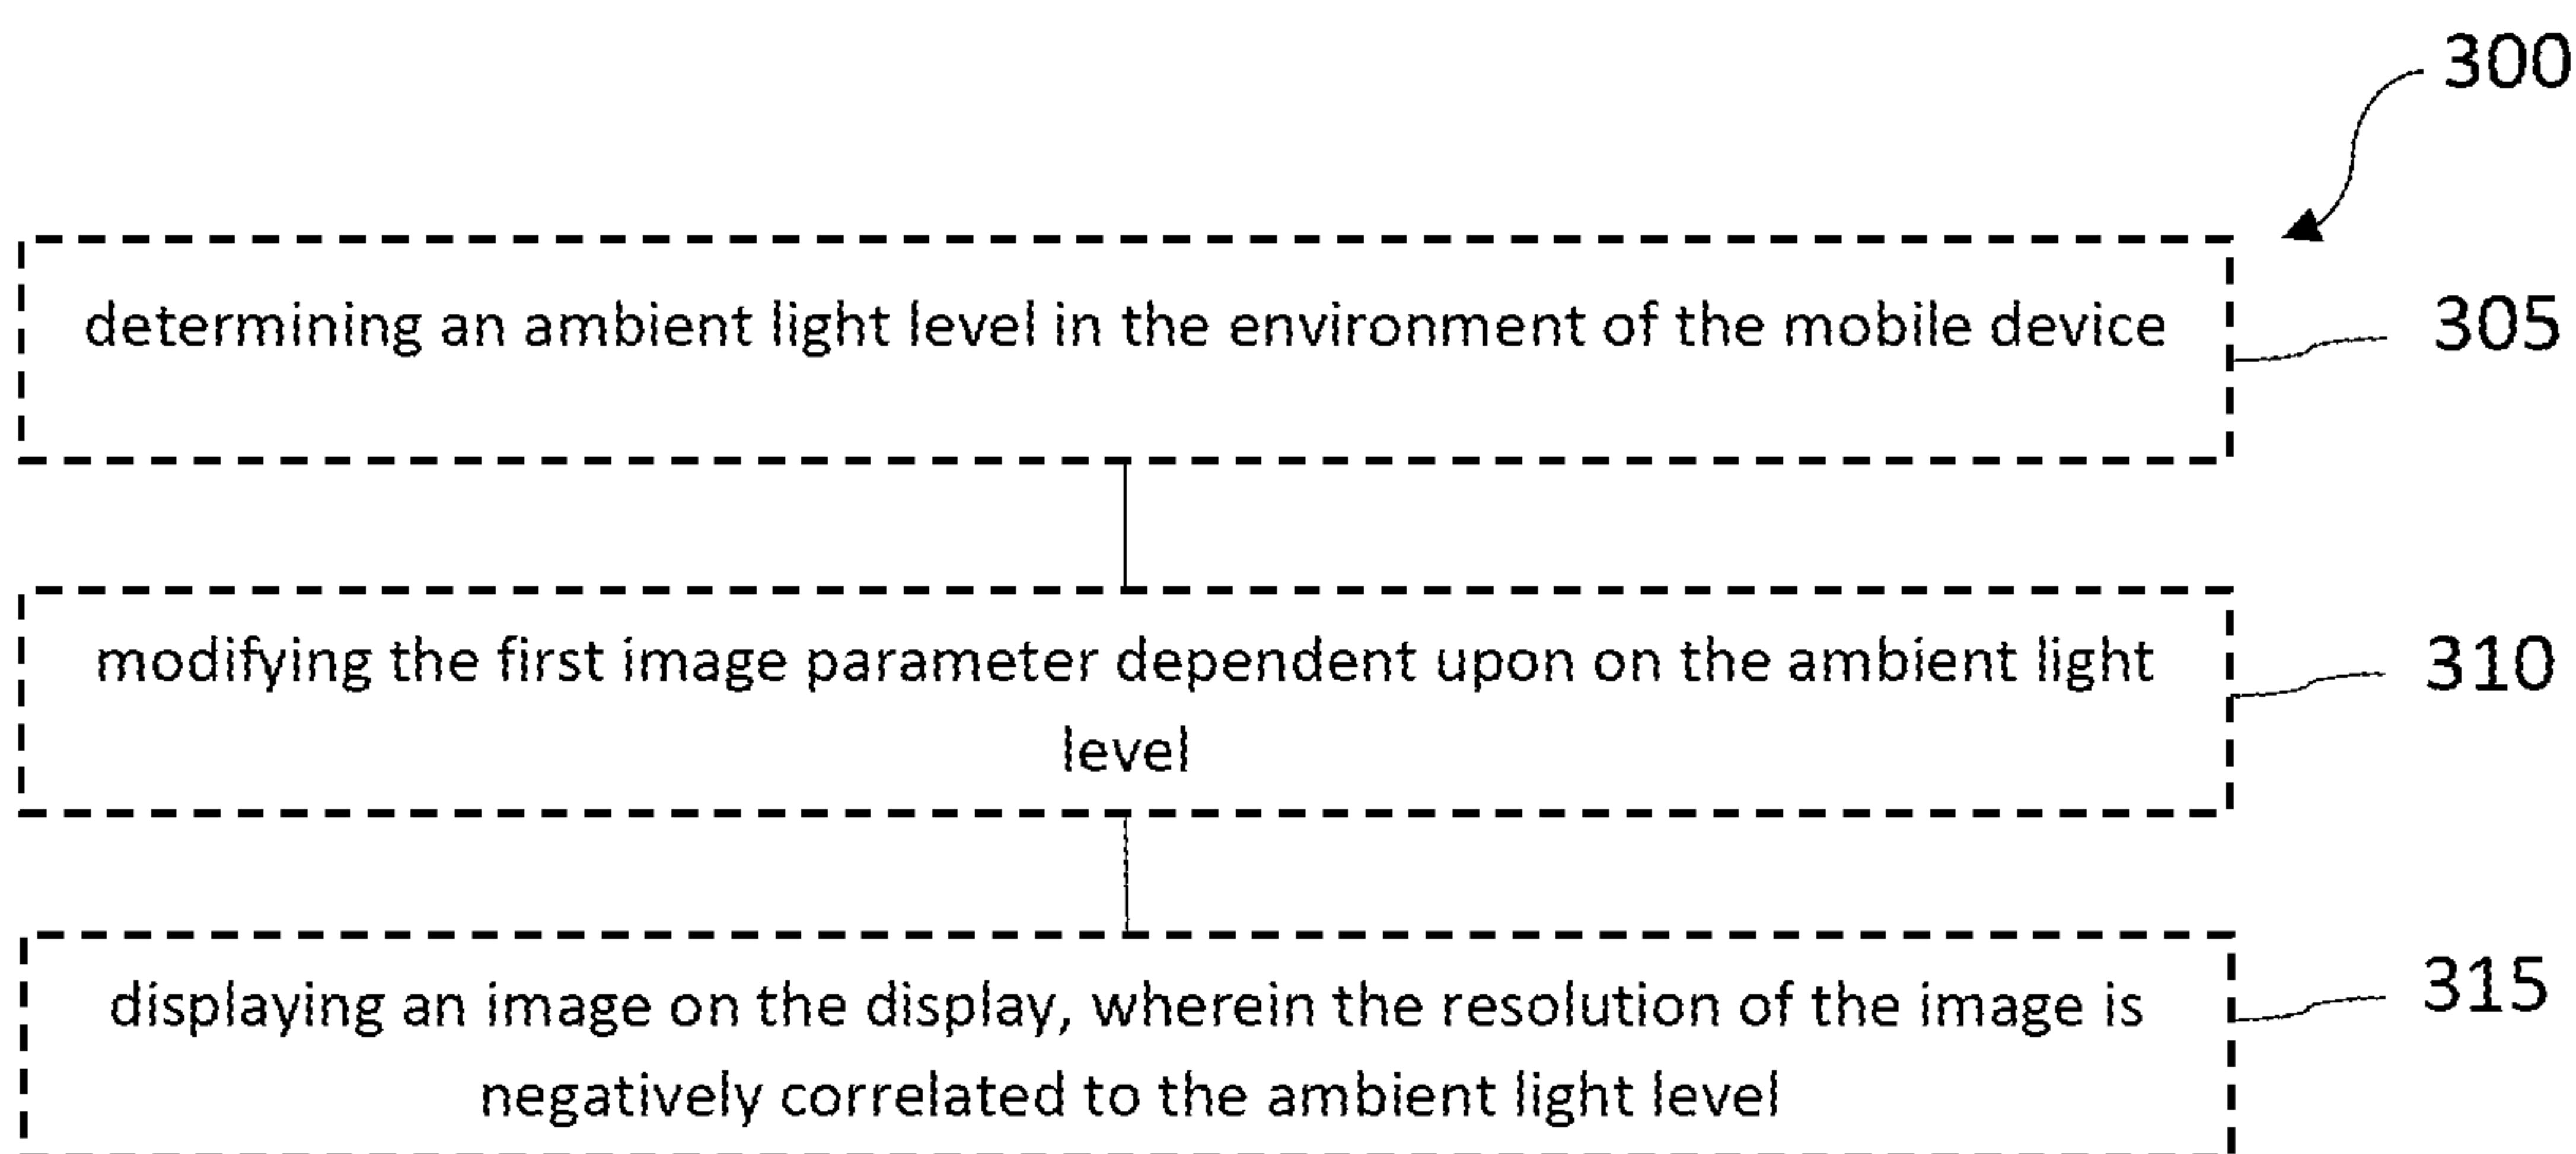 300
determining an ambient light level in the environment of the mobile device
305
modifying the first image parameter dependent upon on the ambient light
level
310
displaying an image on the display, wherein the resolution of the image is
negatively correlated to the ambient light level
315